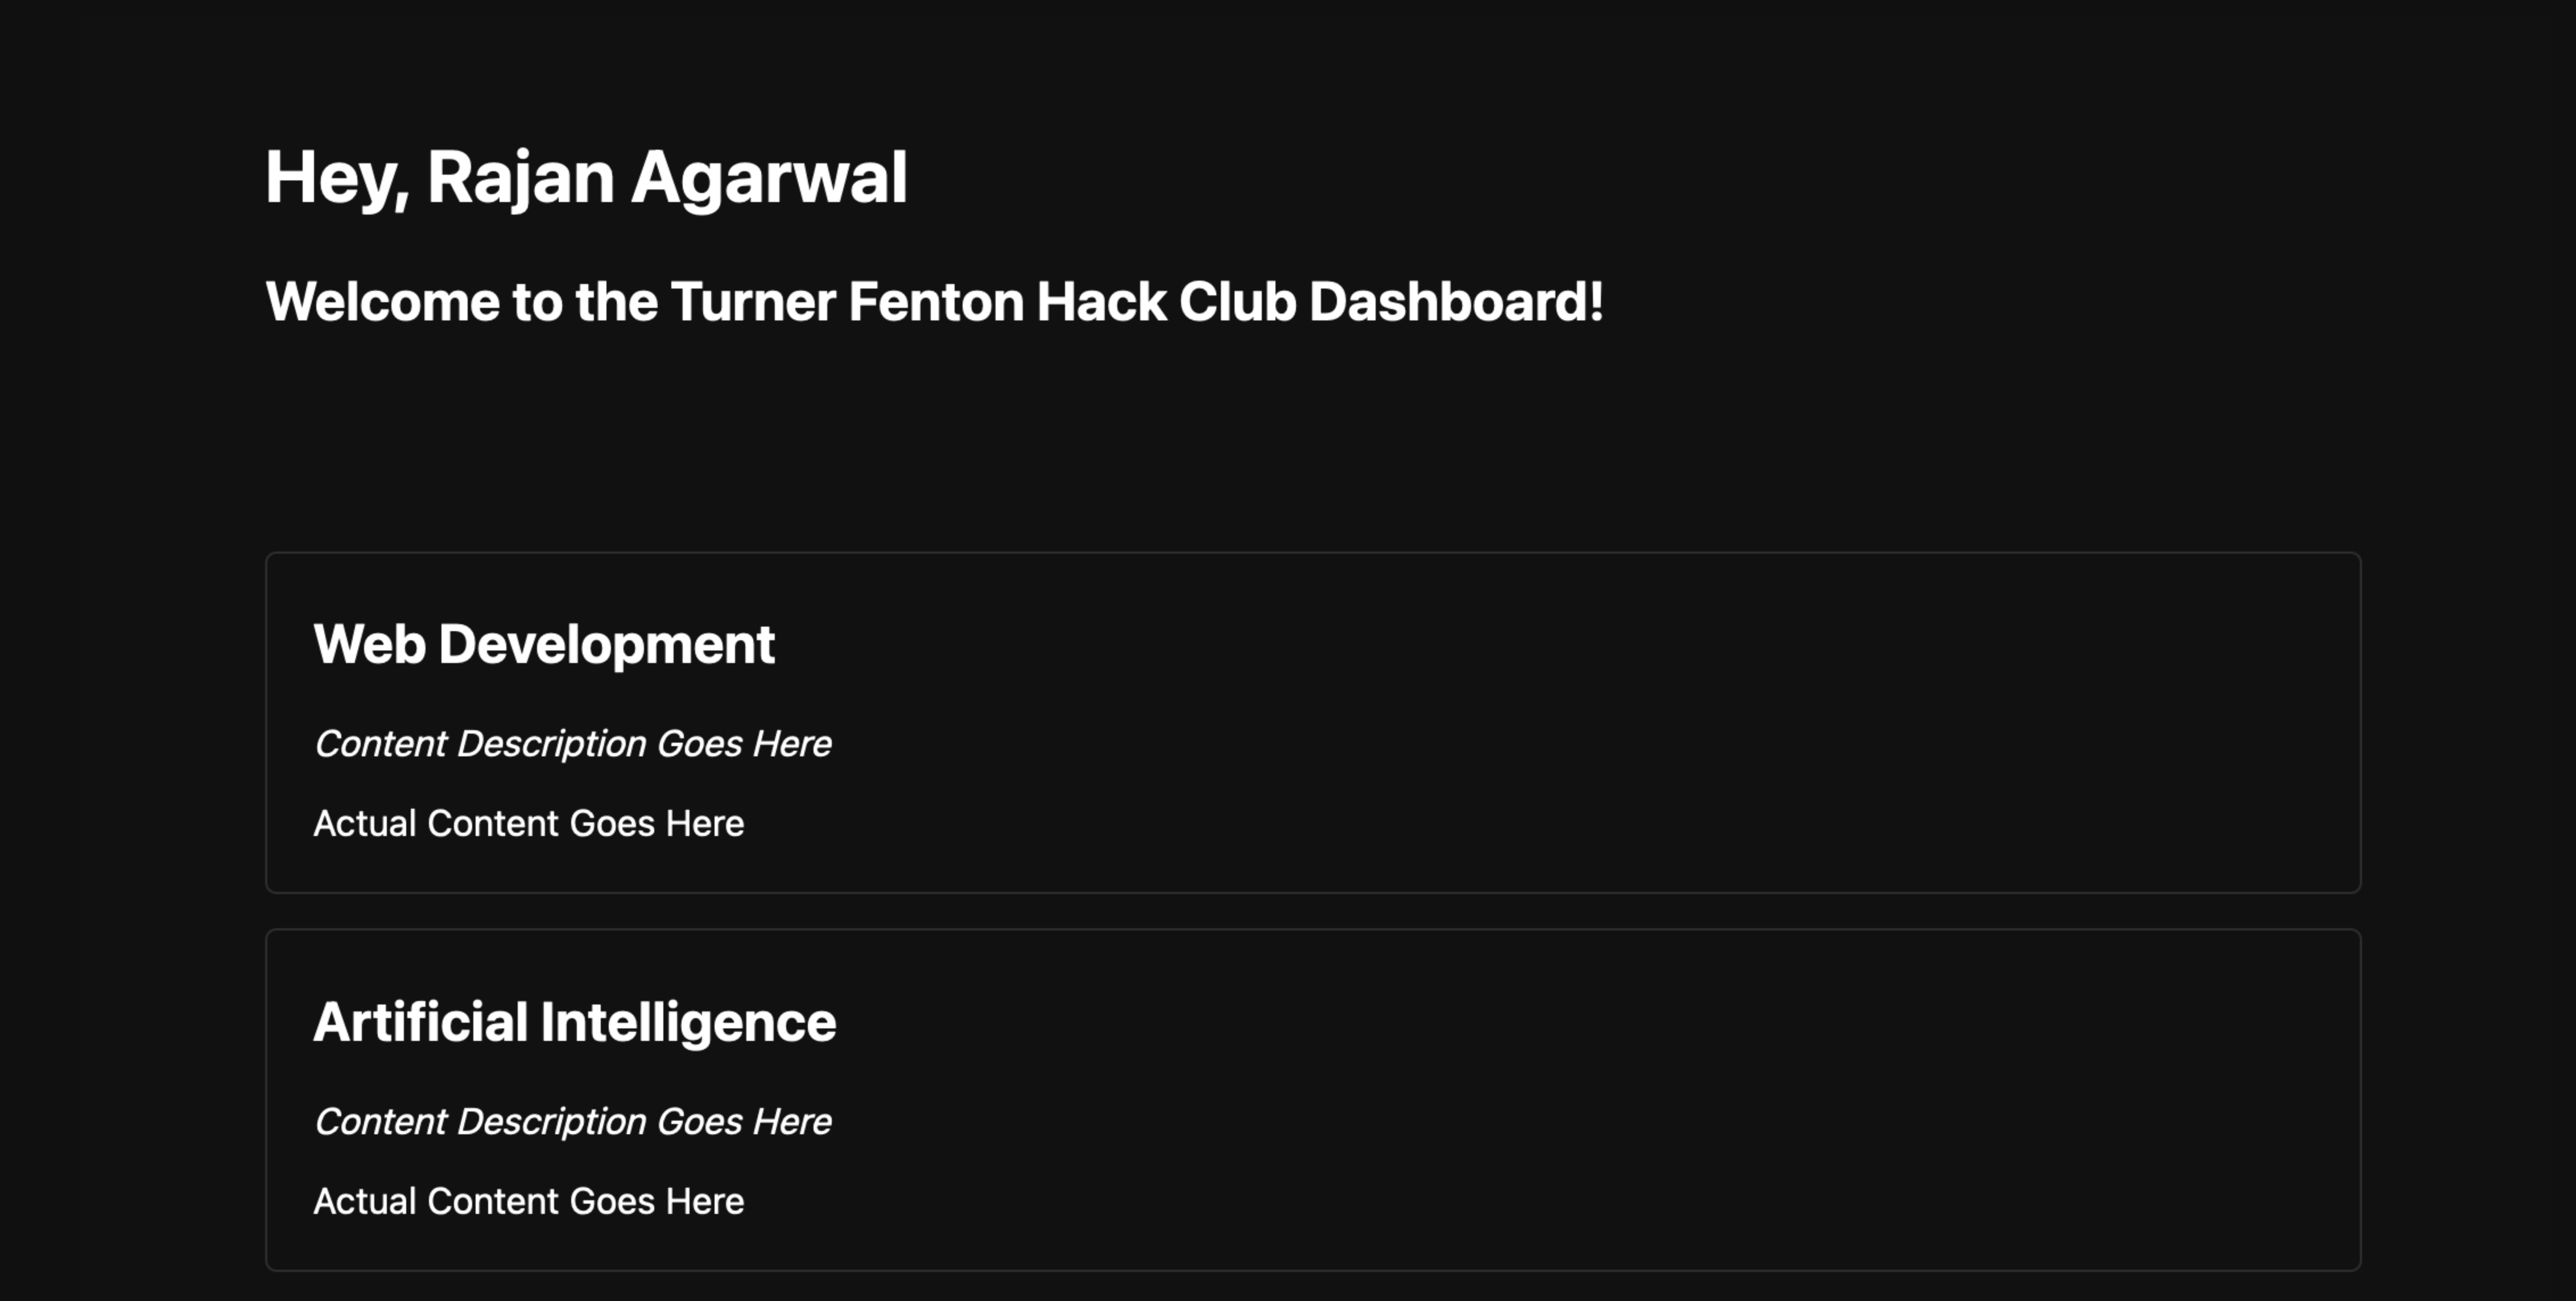 Hey, Rajan Agarwal
Welcome to the Turner Fenton Hack Club Dashboard!
Web Development
Content Description Goes Here
Actual Content Goes Here
Artificial Intelligence
Content Description Goes Here
Actual Content Goes Here